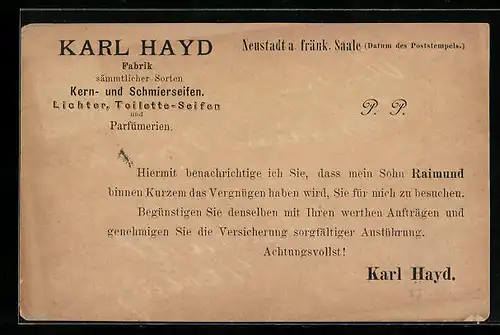 KARL HAYD
Neustadt a. fränk. Saale (Datum des Poststempels.)
Fabrik
sämmtlicher Sorten
Kern- und Schmierseifen.
Lichter, Toilette-Seifen
und
Parfümerien.
P. P.
Hiermit benachrichtige ich Sie, dass mein Sohn Raimund
binnen Kurzem das Vergnügen haben wird, Sie für mich zu besuchen.
Begünstigen Sie denselben mit Ihren werthen Aufträgen und
genehmigen Sie die Versicherung sorgfältiger Ausführung.
Achtungsvollst!
Karl Hayd.